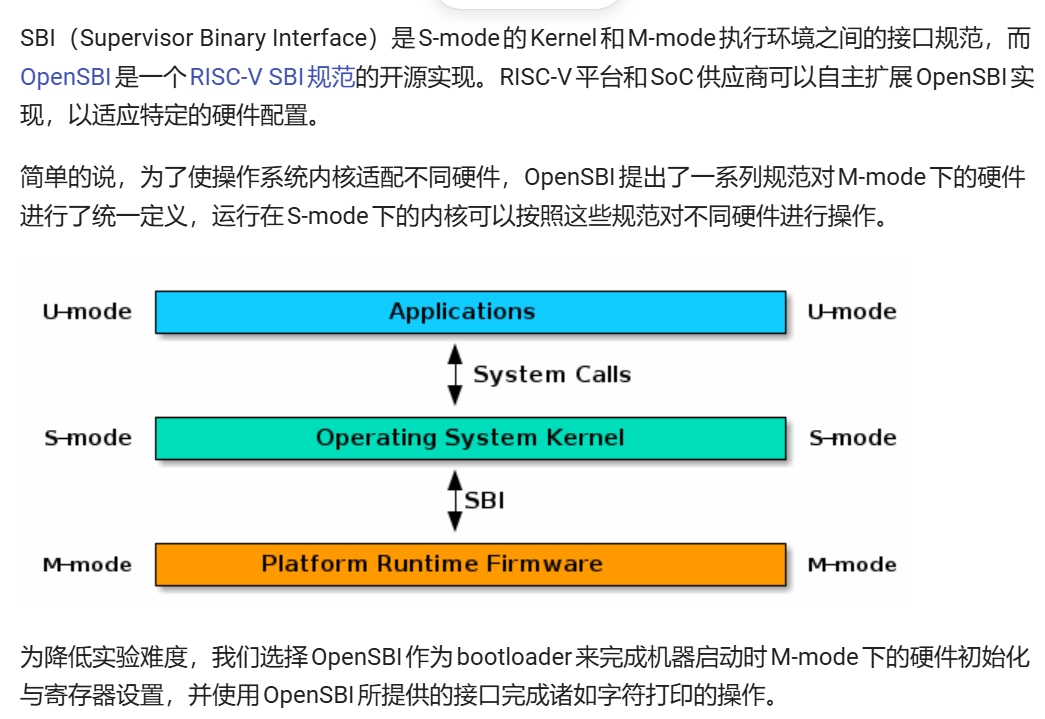 SBI（Supervisor Binary Interface）是S-mode的Kernel和M-mode执行环境之间的接口规范，而
OpenSBI是一个RISC-V SBI规范的开源实现。RISC-V平台和SoC供应商可以自主扩展OpenSBI实
现，以适应特定的硬件配置。
简单的说，为了使操作系统内核适配不同硬件，OpenSBI提出了一系列规范对M-mode下的硬件
进行了统一定义，运行在S-mode下的内核可以按照这些规范对不同硬件进行操作。
U-mode Applications U-mode
System Calls
S-mode Operating System Kernel S-mode
SBI
M-mode Platform Runtime Firmware M-mode
为降低实验难度，我们选择OpenSBI作为bootloader来完成机器启动时M-mode下的硬件初始化
与寄存器设置，并使用OpenSBI所提供的接口完成诸如字符打印的操作。